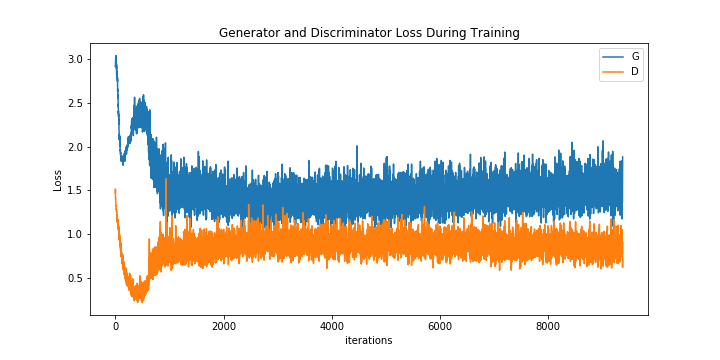 Generator and Discriminator Loss During Training
G
D
3.0
2.5
2.0
1.5
1.0
0.5
Loss
0
2000
4000
6000
8000
iterations